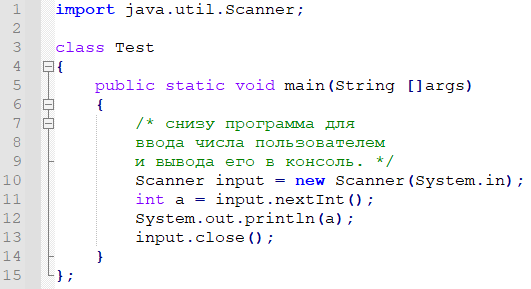 1 import java.util.Scanner;
2
3 class Test
4 {
5 public static void main(String []args)
6 {
7 /* снизу программа для
8 ввода числа пользователем
9 и вывода его в консоль. */
10 Scanner input = new Scanner(System.in);
11 int a = input.nextInt();
12 System.out.println(a);
13 input.close();
14 }
15 };